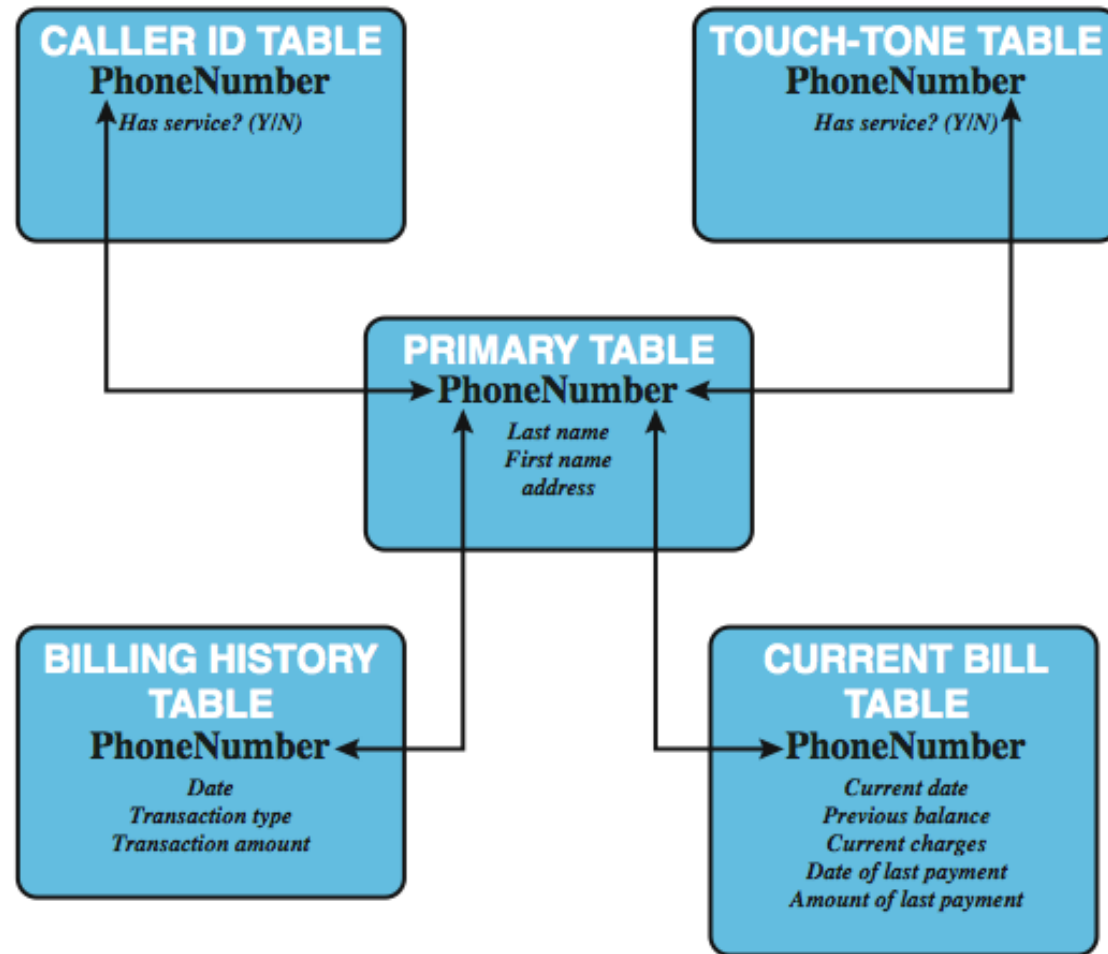 CALLER ID TABLE
PhoneNumber
Has service? (Y/N)
TOUCH-TONE TABLE
PhoneNumber
Has service? (Y/N)
PRIMARY TABLE
PhoneNumber
Last name
First name
address
BILLING HISTORY
TABLE
PhoneNumber
Date
Transaction type
Transaction amount
CURRENT BILL
TABLE
PhoneNumber
Current date
Previous balance
Current charges
Date of last payment
Amount of last payment